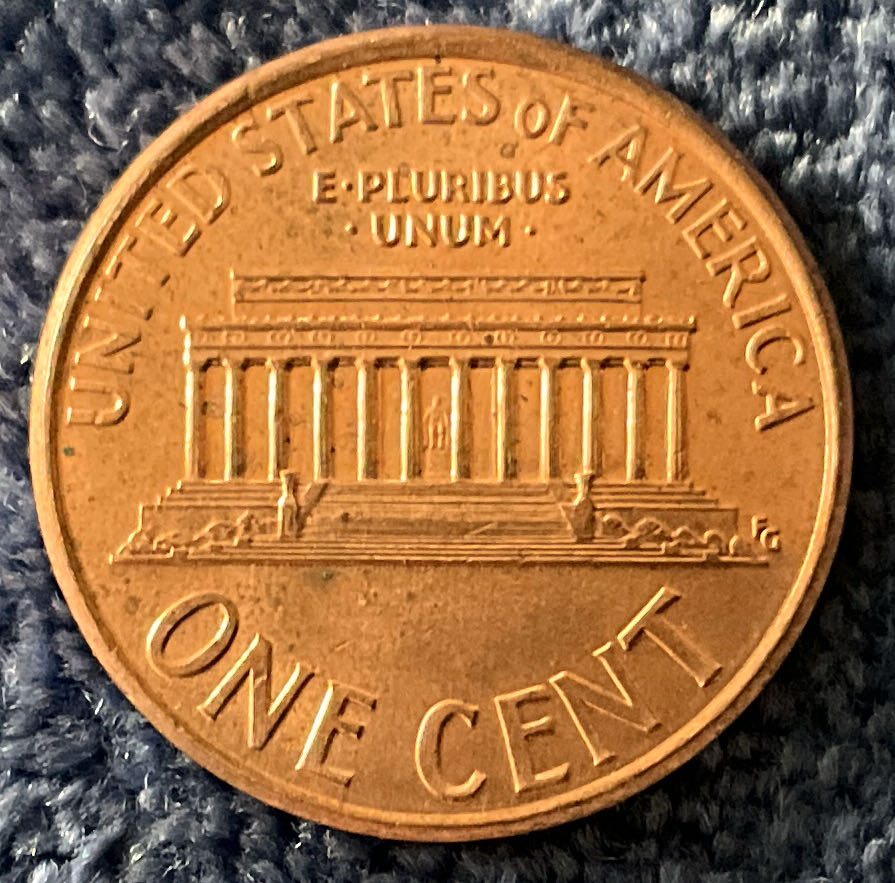 UNITED STATES OF AMERICA
E·PLURIBUS
·UNUM·
FG
ONE CENT